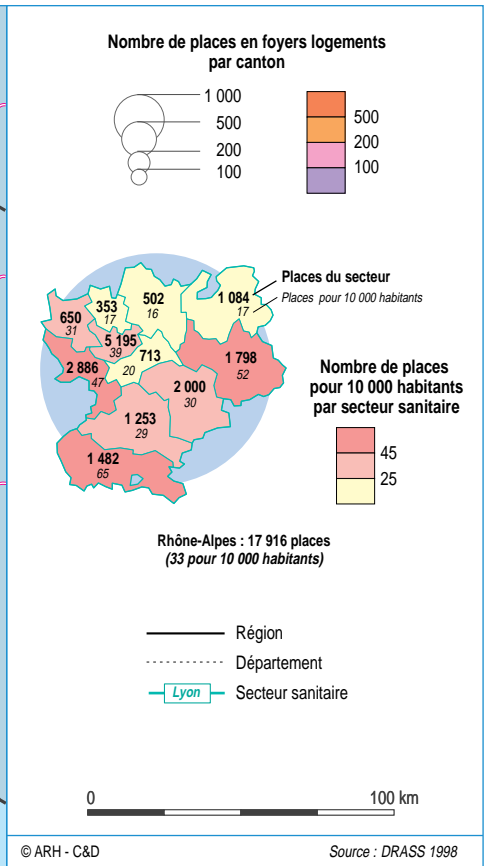 Nombre de places en foyers logements
par canton
1 000
500
200
100
500
200
100
Places du secteur
Places pour 10 000 habitants
1 084
17
502
16
353
17
650
31
5 195
39
713
20
1 798
52
2 886
47
2 000
30
1 253
29
1 482
65
Nombre de places
pour 10 000 habitants
par secteur sanitaire
45
25
Rhône-Alpes : 17 916 places
(33 pour 10 000 habitants)
Région
Département
Lyon
Secteur sanitaire
0
100 km
© ARH - C&D
Source : DRASS 1998